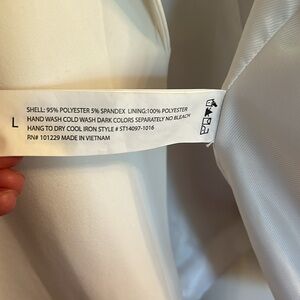 SHELL: 95% POLYESTER 5% SPANDEX LINING:100% POLYESTER
HAND WASH COLD WASH DARK COLORS SEPARATELY NO BLEACH
L
HANG TO DRY COOL IRON STYLE # ST14097-1016
RN# 101229 MADE IN VIETNAM